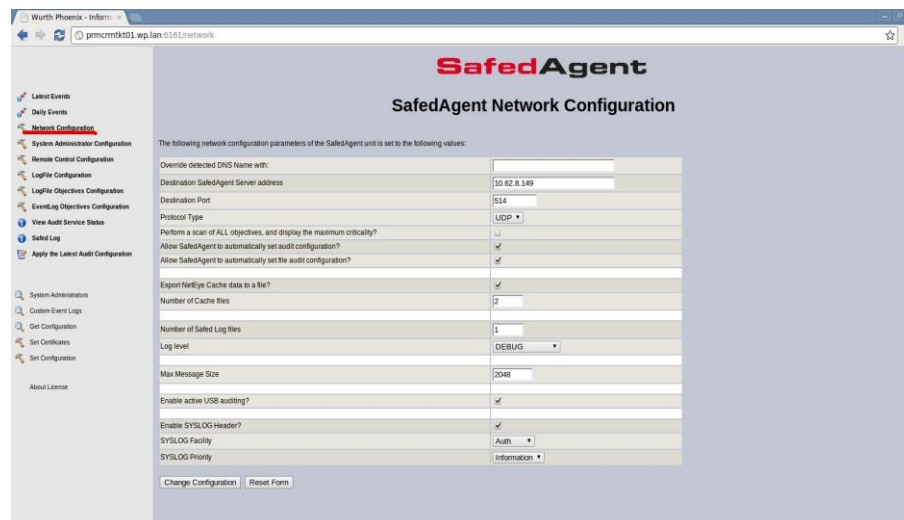 Wurth Phoenix - Inform
prmcrmtkt01.wp.lan:6161/network
SafedAgent
SafedAgent Network Configuration
Latest Events
Daily Events
Network Configuration
System Administrator Configuration
Remote Control Configuration
LogFile Configuration
LogFile Objectives Configuration
EventLog Objectives Configuration
View Audit Service Status
Safed Log
Apply the Latest Audit Configuration
System Administrators
Custom Event Logs
Get Configuration
Set Certificates
Set Configuration
About License
The following network configuration parameters of the SafedAgent unit is set to the following values:
Override detected DNS Name with:
Destination SafedAgent Server address 10.62.8.149
Destination Port 514
Protocol Type UDP
Perform a scan of ALL objectives, and display the maximum criticality?
Allow SafedAgent to automatically set audit configuration?
Allow SafedAgent to automatically set file audit configuration?
Export NetEye Cache data to a file?
Number of Cache files 2
Number of Safed Log files 1
Log level DEBUG
Max Message Size 2048
Enable active USB auditing?
Enable SYSLOG Header?
SYSLOG Facility Auth
SYSLOG Priority Information
Change Configuration Reset Form